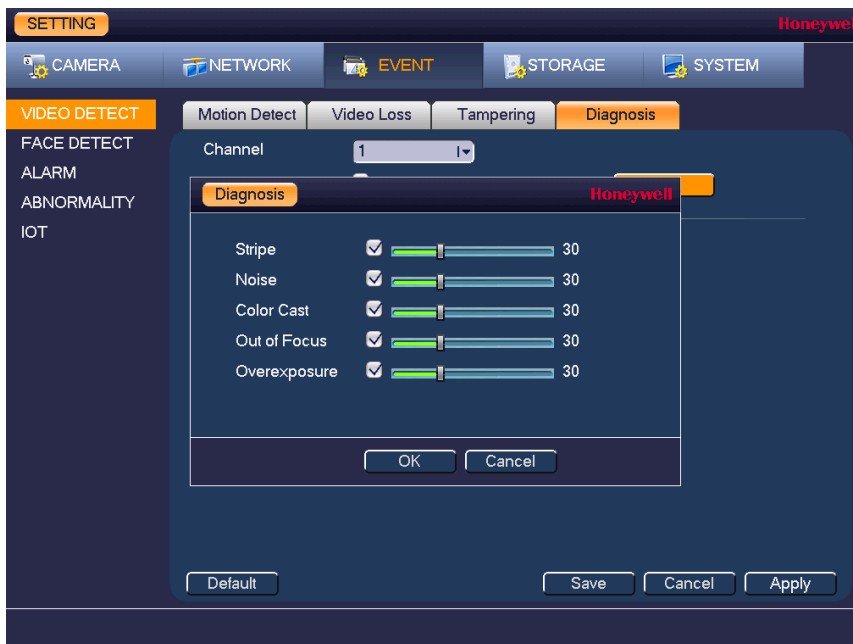 SETTING Honeywel
CAMERA NETWORK EVENT STORAGE SYSTEM
VIDEO DETECT Motion Detect Video Loss Tampering Diagnosis
FACE DETECT Channel 1
ALARM
ABNORMALITY Diagnosis Honeywell
IOT
Stripe 30
Noise 30
Color Cast 30
Out of Focus 30
Overexposure 30
OK Cancel
Default Save Cancel Apply